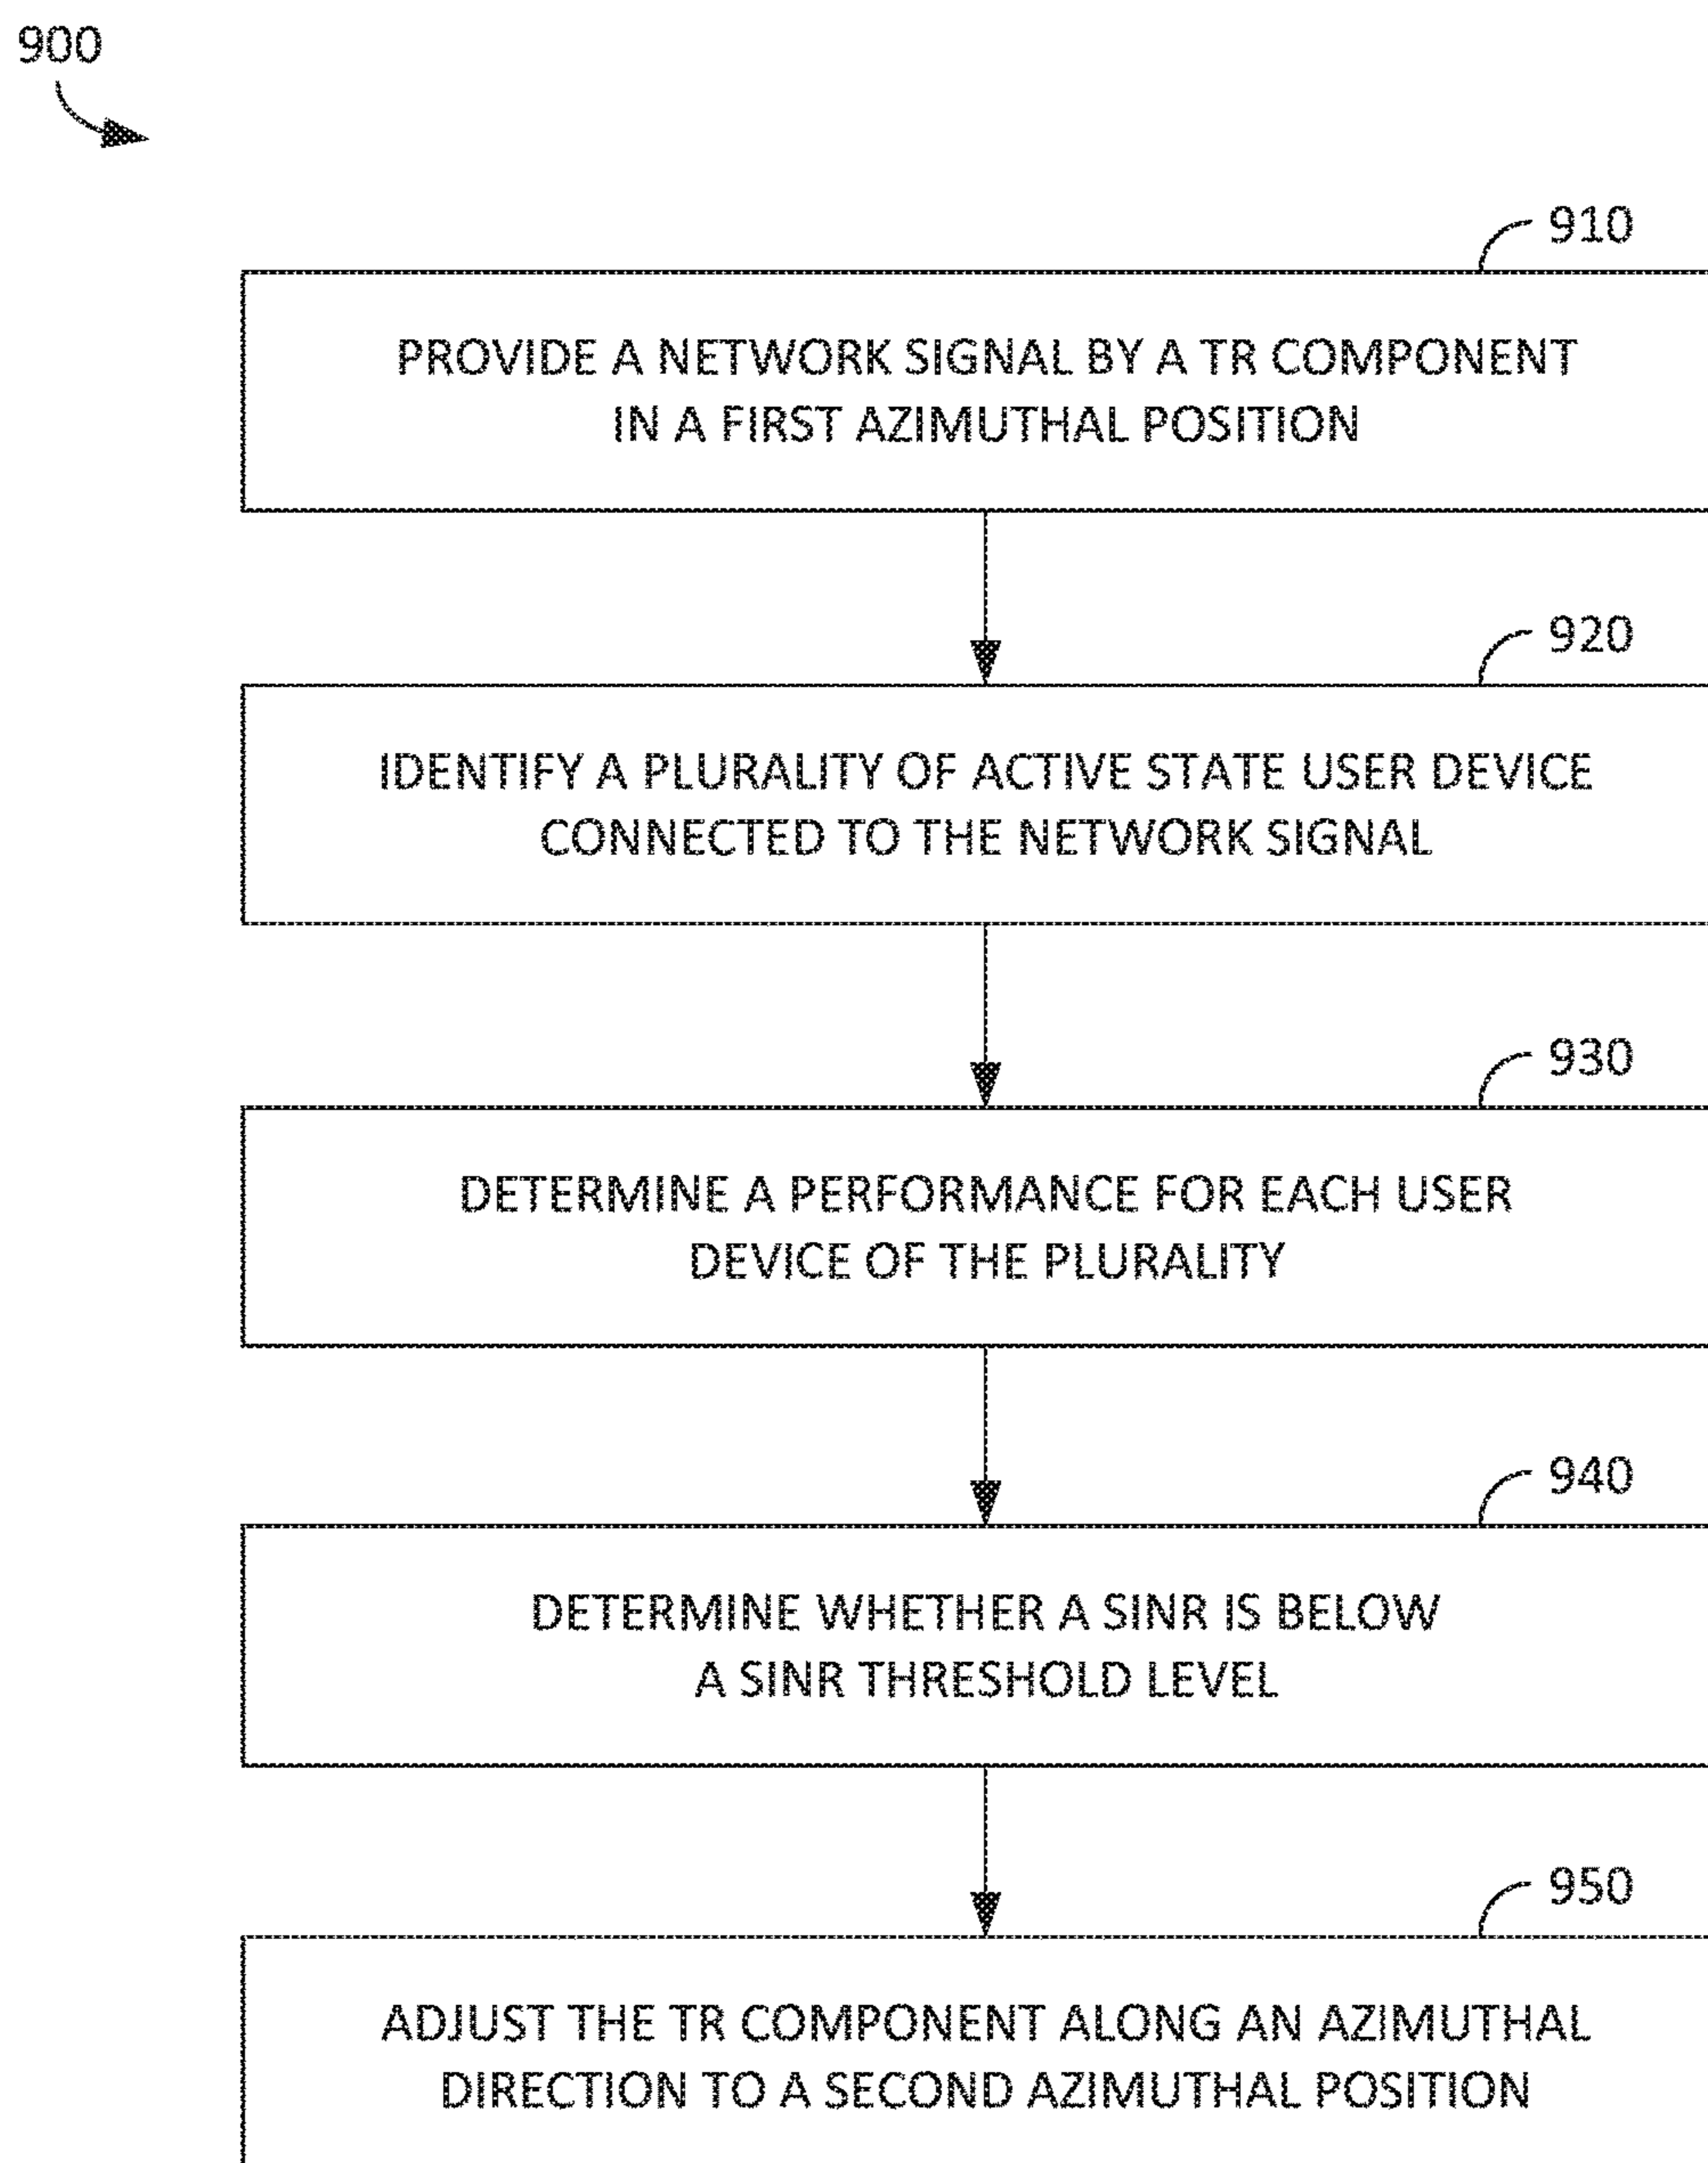 900
910
PROVIDE A NETWORK SIGNAL BY A TR COMPONENT
IN A FIRST AZIMUTHAL POSITION
920
IDENTIFY A PLURALITY OF ACTIVE STATE USER DEVICE
CONNECTED TO THE NETWORK SIGNAL
930
DETERMINE A PERFORMANCE FOR EACH USER
DEVICE OF THE PLURALITY
940
DETERMINE WHETHER A SINR IS BELOW
A SINR THRESHOLD LEVEL
950
ADJUST THE TR COMPONENT ALONG AN AZIMUTHAL
DIRECTION TO A SECOND AZIMUTHAL POSITION